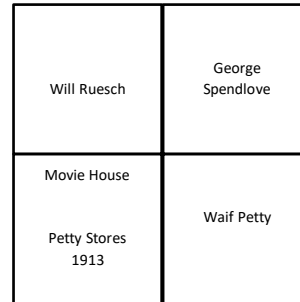 Will Ruesch
George
Spendlove
Movie House
Petty Stores
1913
Waif Petty